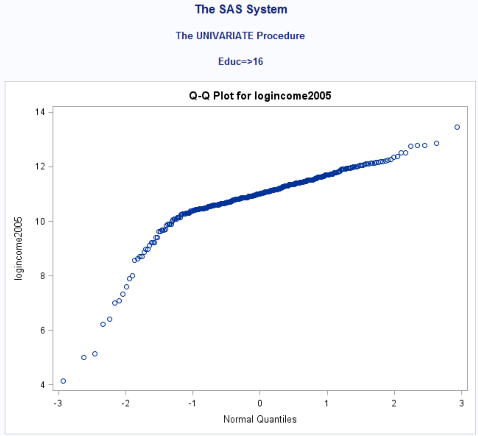 The SAS System
The UNIVARIATE Procedure
Educ=>16
Q-Q Plot for logincome2005
14
12
10
8
6
4
logincome2005
-3
-2
-1
0
1
2
3
Normal Quantiles